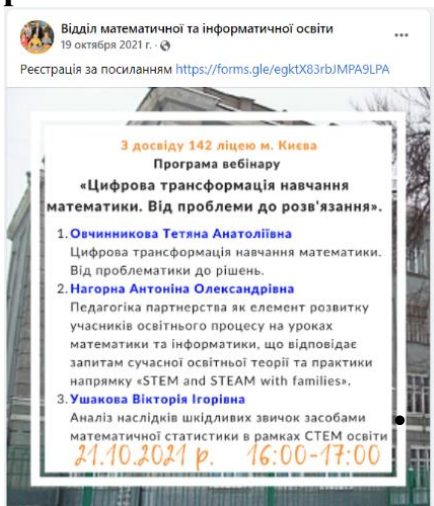 Відділ математичної та інформатичної освіти
19 октября 2021 г.
Реєстрація за посиланням https://forms.gle/egktX83rbJMPA9LPA
З досвіду 142 ліцею м. Києва
Програма вебінару
«Цифрова трансформація навчання
математики. Від проблеми до розв'язання».
1. Овчинникова Тетяна Анатоліївна
Цифрова трансформація навчання математики.
Від проблематики до рішень.
2. Нагорна Антоніна Олександрівна
Педагогіка партнерства як елемент розвитку
учасників освітнього процесу на уроках
математики та інформатики, що відповідає
запитам сучасної освітньої теорії та практики
напрямку «STEM and STEAM with families».
3. Ушакова Вікторія Ігорівна
Аналіз наслідків шкідливих звичок засобами
математичної статистики в рамках СТЕМ освіти
21.10.2021 р. 16:00-17:00